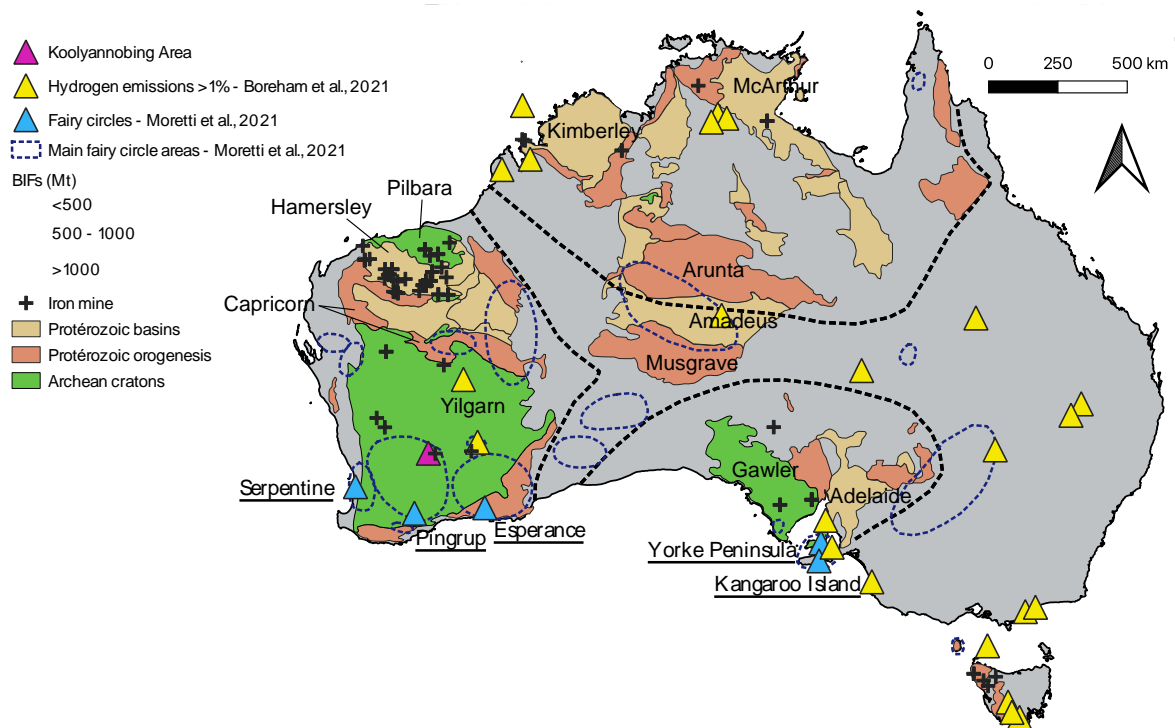 Koolyannobing Area
Hydrogen emissions >1% - Boreham et al., 2021
Fairy circles - Moretti et al., 2021
Main fairy circle areas - Moretti et al., 2021
BIFs (Mt)
<500
500 - 1000
>1000
Iron mine
Protérozoic basins
Protérozoic orogenesis
Archean cratons
0 250 500 km
McArthur
Kimberley
Pilbara
Hamersley
Capricorn
Arunta
Amadeus
Musgrave
Yilgarn
Gawler
Adelaide
Serpentine
Pingrup
Esperance
Yorke Peninsula
Kangaroo Island